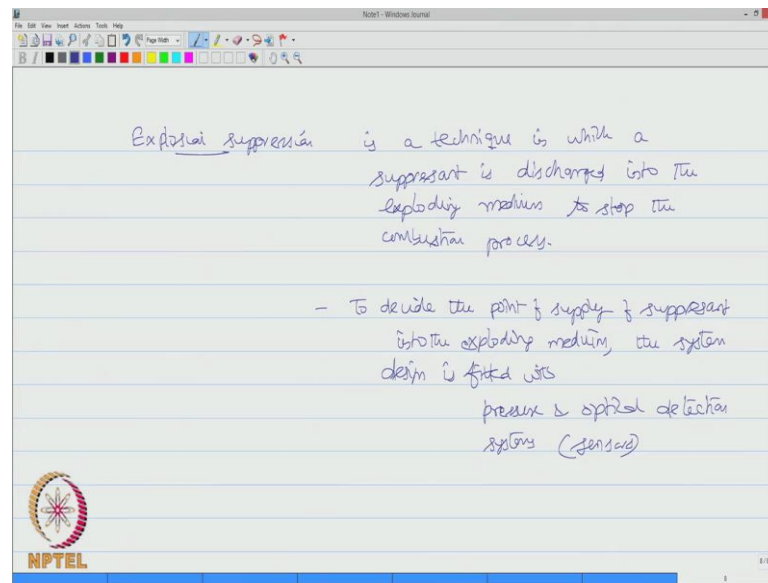 Note1 - Windows Journal
File Edit View Insert Actions Tools Help
Page Width
B I
Explosion suppression is a technique in which a
suppressant is discharged into the
exploding medium to stop the
combustion process.
- To decide the point of supply of suppressant
into the exploding medium, the system
design is fitted with
pressure & optical detection
systems (sensors)
NPTEL